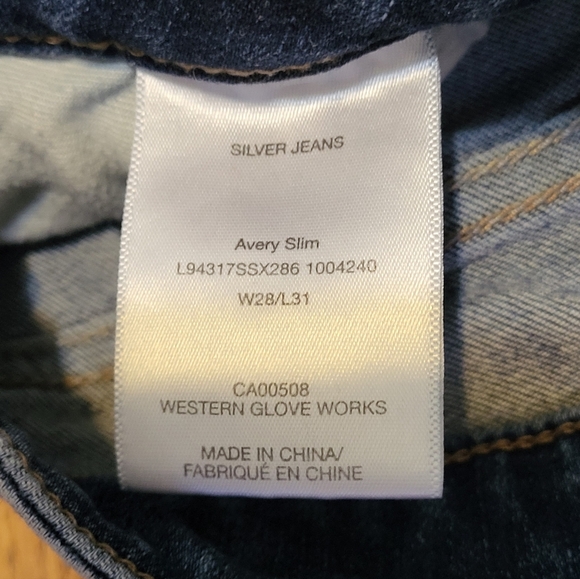 SILVER JEANS
Avery Slim
L94317SSX286 1004240
W28/L31
CA00508
WESTERN GLOVE WORKS
MADE IN CHINA/
FABRIQUÉ EN CHINE